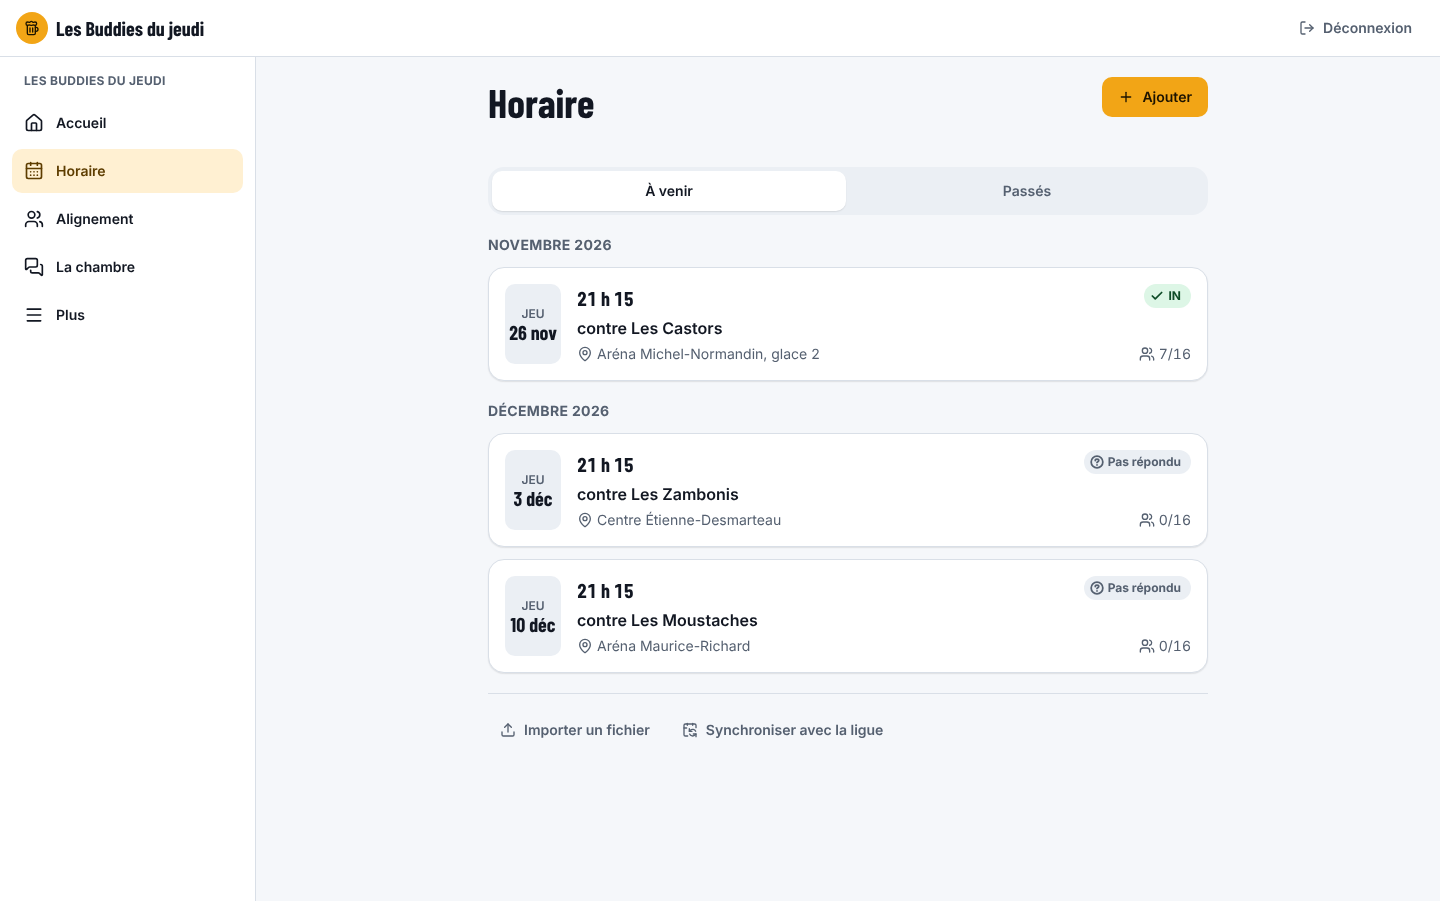 Les Buddies du jeudi
Déconnexion
LES BUDDIES DU JEUDI
Accueil
Horaire
Alignement
La chambre
Plus
Horaire
Ajouter
À venir
Passés
NOVEMBRE 2026
JEU
26 nov
21 h 15
IN
contre Les Castors
Aréna Michel-Normandin, glace 2
7/16
DÉCEMBRE 2026
JEU
3 déc
21 h 15
Pas répondu
contre Les Zambonis
Centre Étienne-Desmarteau
0/16
JEU
10 déc
21 h 15
Pas répondu
contre Les Moustaches
Aréna Maurice-Richard
0/16
Importer un fichier
Synchroniser avec la ligue